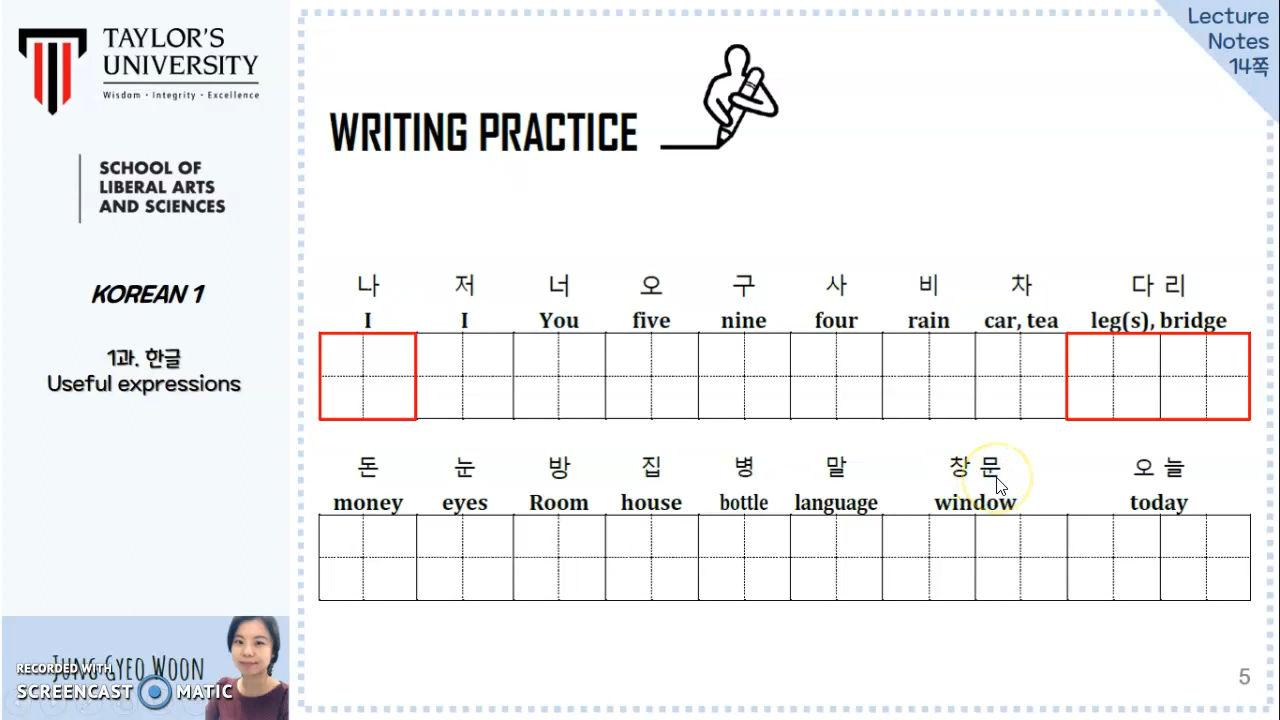 TAYLOR'S
UNIVERSITY
Wisdom · Integrity · Excellence
SCHOOL OF
LIBERAL ARTS
AND SCIENCES
KOREAN 1
1과. 한글
Useful expressions
RECORDED WITH
JUNG GYEO WOON
SCREENCAST MATIC
Lecture
Notes
14쪽
WRITING PRACTICE
나 저 너 오 구 사 비 차 다 리
I I You five nine four rain car, tea leg(s), bridge
돈 눈 방 집 병 말 창 문 오 늘
money eyes Room house bottle language window today
5